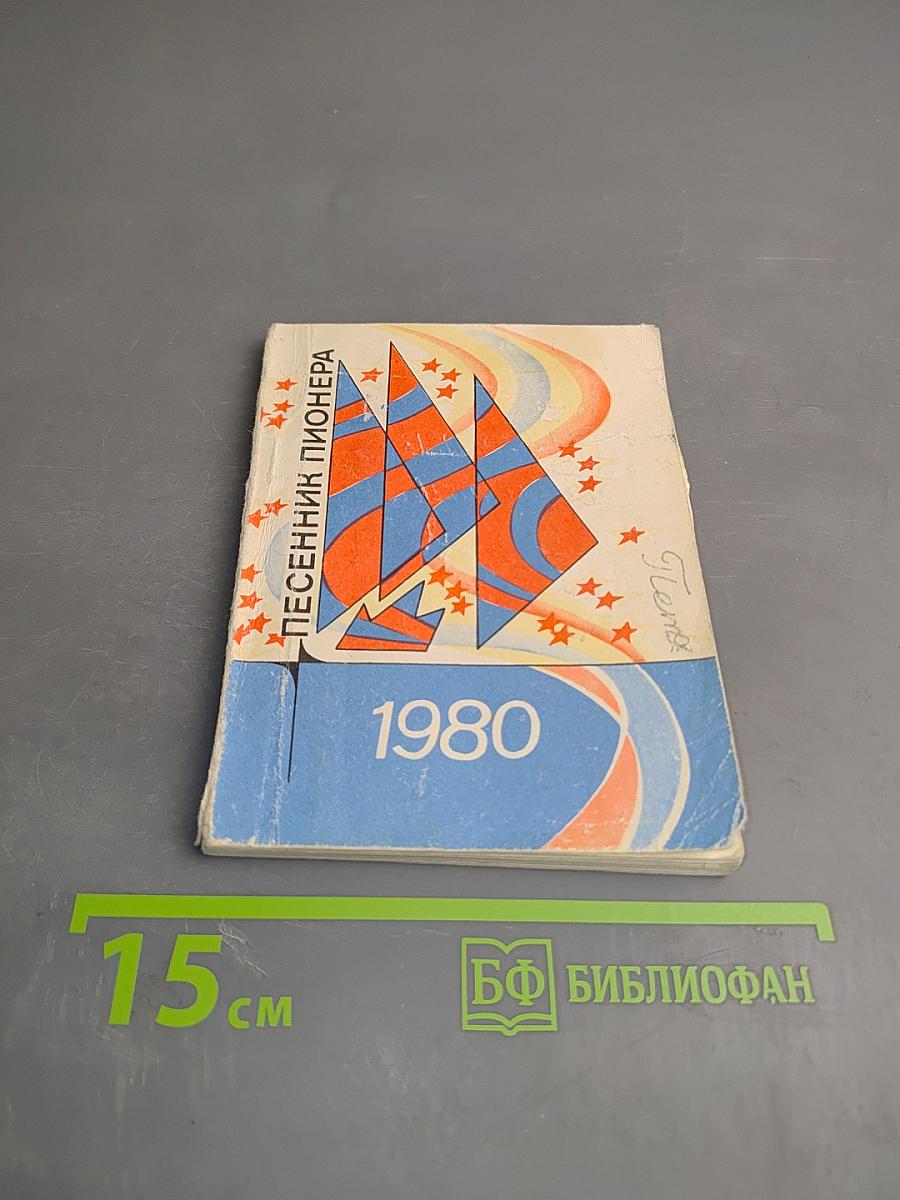 ПЕСЕННИК ПИОНЕРА
1980
15 см
БФ БИБЛИОФАН